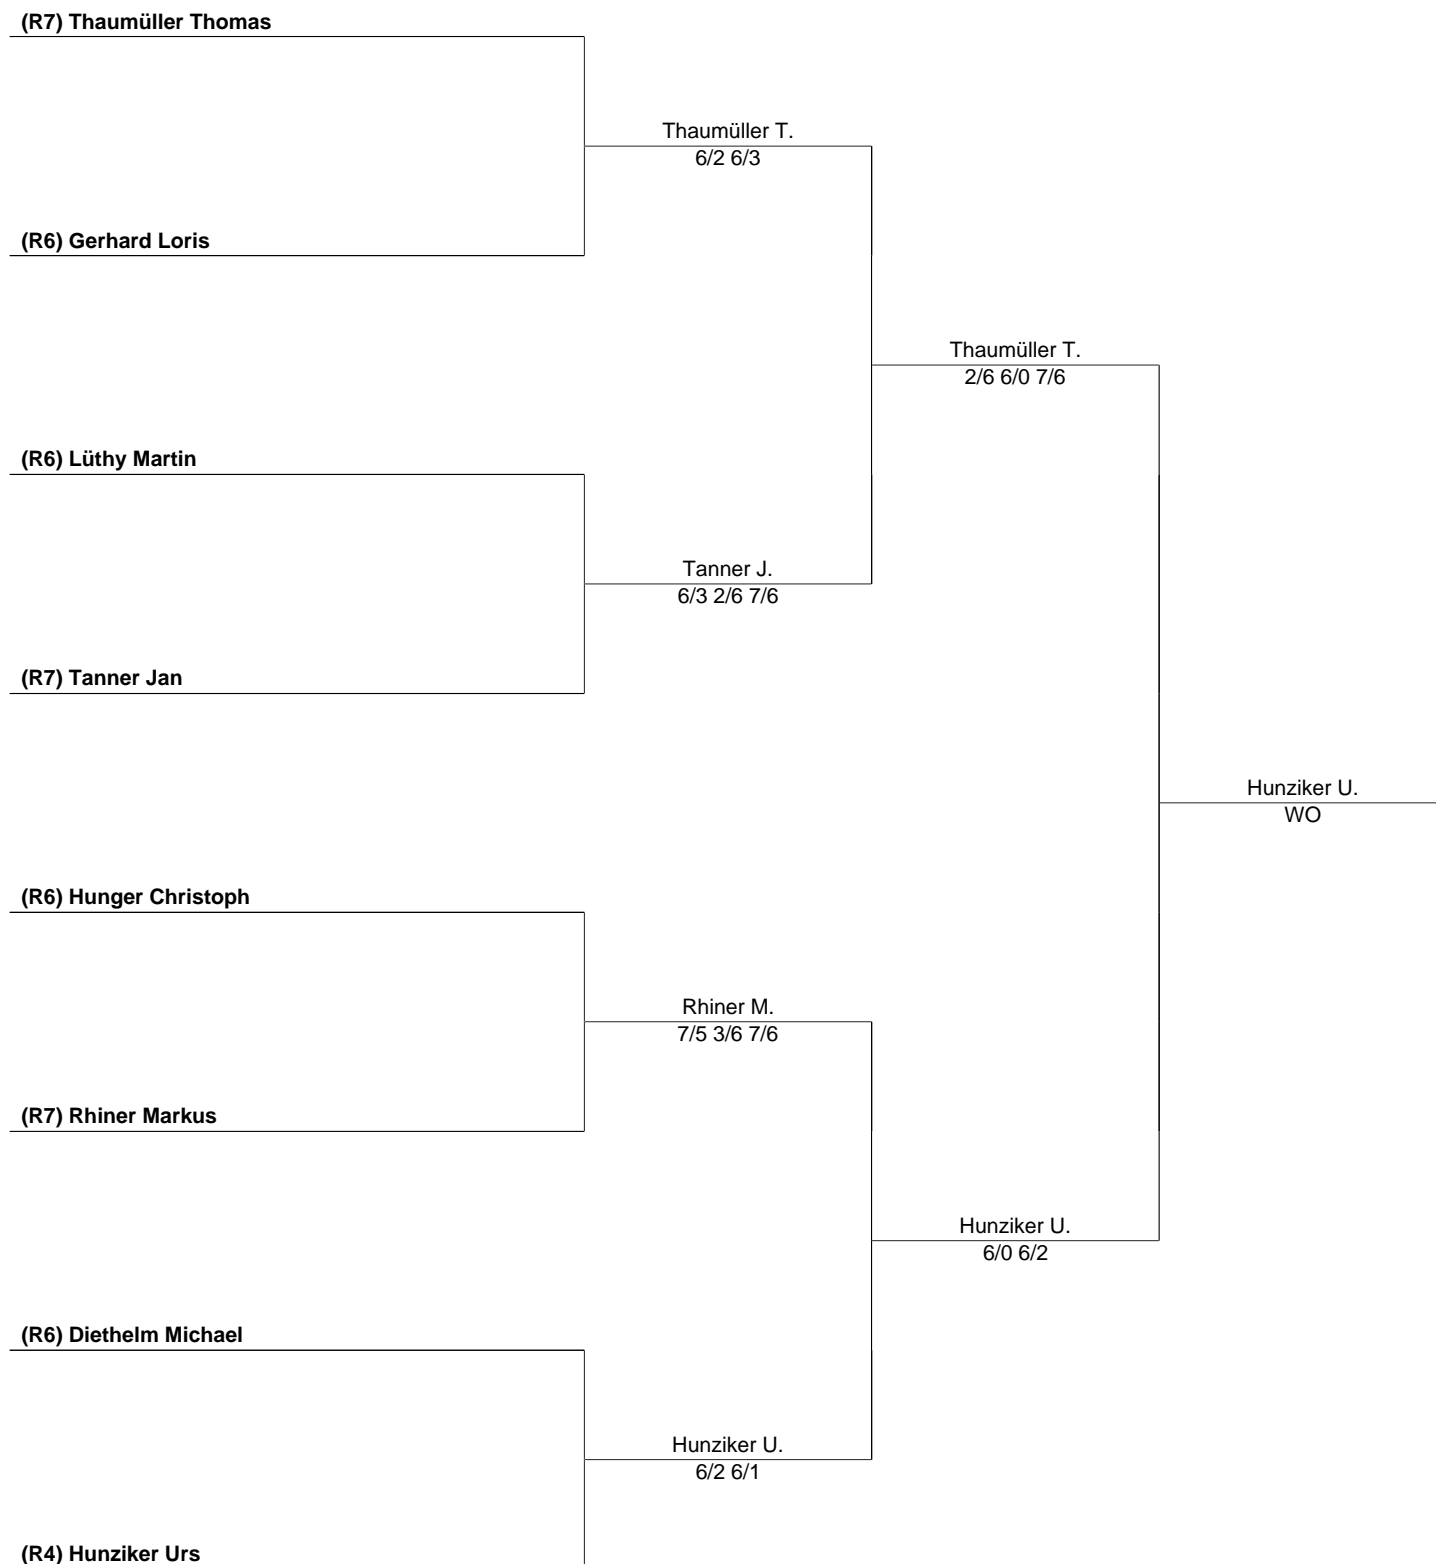 (R7) Thaumüller Thomas
Thaumüller T.
6/2 6/3
(R6) Gerhard Loris
Thaumüller T.
2/6 6/0 7/6
(R6) Lüthy Martin
Tanner J.
6/3 2/6 7/6
(R7) Tanner Jan
Hunziker U.
WO
(R6) Hunger Christoph
Rhiner M.
7/5 3/6 7/6
(R7) Rhiner Markus
Hunziker U.
6/0 6/2
(R6) Diethelm Michael
Hunziker U.
6/2 6/1
(R4) Hunziker Urs